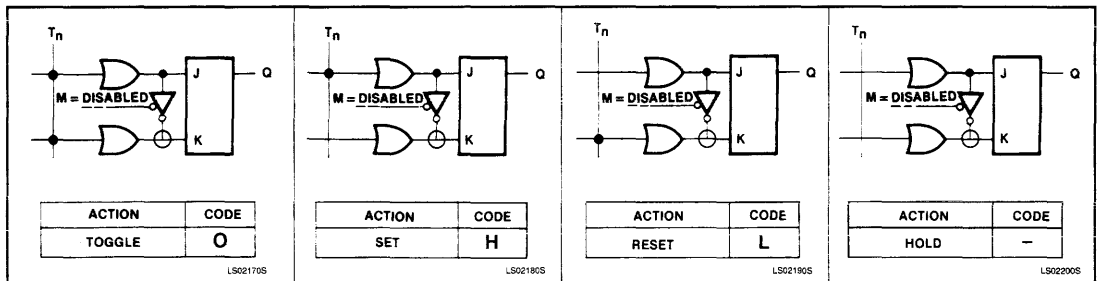 Tn
J
Q
M = DISABLED
K
ACTION CODE
TOGGLE O
LS02170S
Tn
J
Q
M = DISABLED
K
ACTION CODE
SET H
LS02180S
Tn
J
Q
M = DISABLED
K
ACTION CODE
RESET L
LS02190S
Tn
J
Q
M = DISABLED
K
ACTION CODE
HOLD –
LS02200S